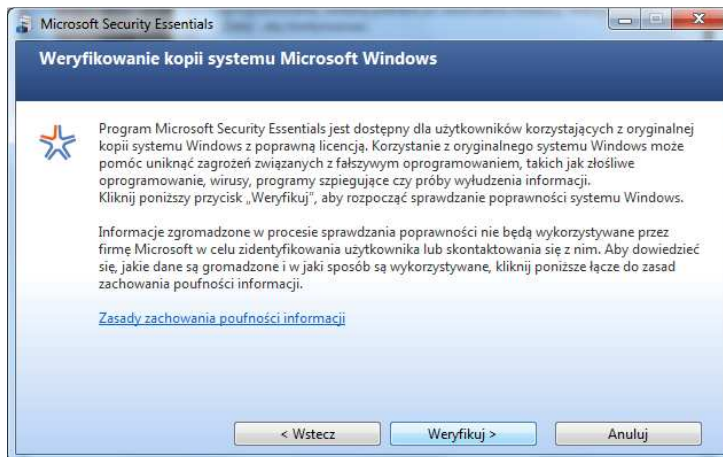 Microsoft Security Essentials
Weryfikowanie kopii systemu Microsoft Windows
Program Microsoft Security Essentials jest dostępny dla użytkowników korzystających z oryginalnej
kopii systemu Windows z poprawną licencją. Korzystanie z oryginalnego systemu Windows może
pomóc uniknąć zagrożeń związanych z fałszywym oprogramowaniem, takich jak złośliwe
oprogramowanie, wirusy, programy szpiegujące czy próby wyłudzenia informacji.
Kliknij poniższy przycisk „Weryfikuj”, aby rozpocząć sprawdzanie poprawności systemu Windows.
Informacje zgromadzone w procesie sprawdzania poprawności nie będą wykorzystywane przez
firmę Microsoft w celu zidentyfikowania użytkownika lub skontaktowania się z nim. Aby dowiedzieć
się, jakie dane są gromadzone i w jaki sposób są wykorzystywane, kliknij poniższe łącze do zasad
zachowania poufności informacji.
Zasady zachowania poufności informacji
< Wstecz
Weryfikuj >
Anuluj